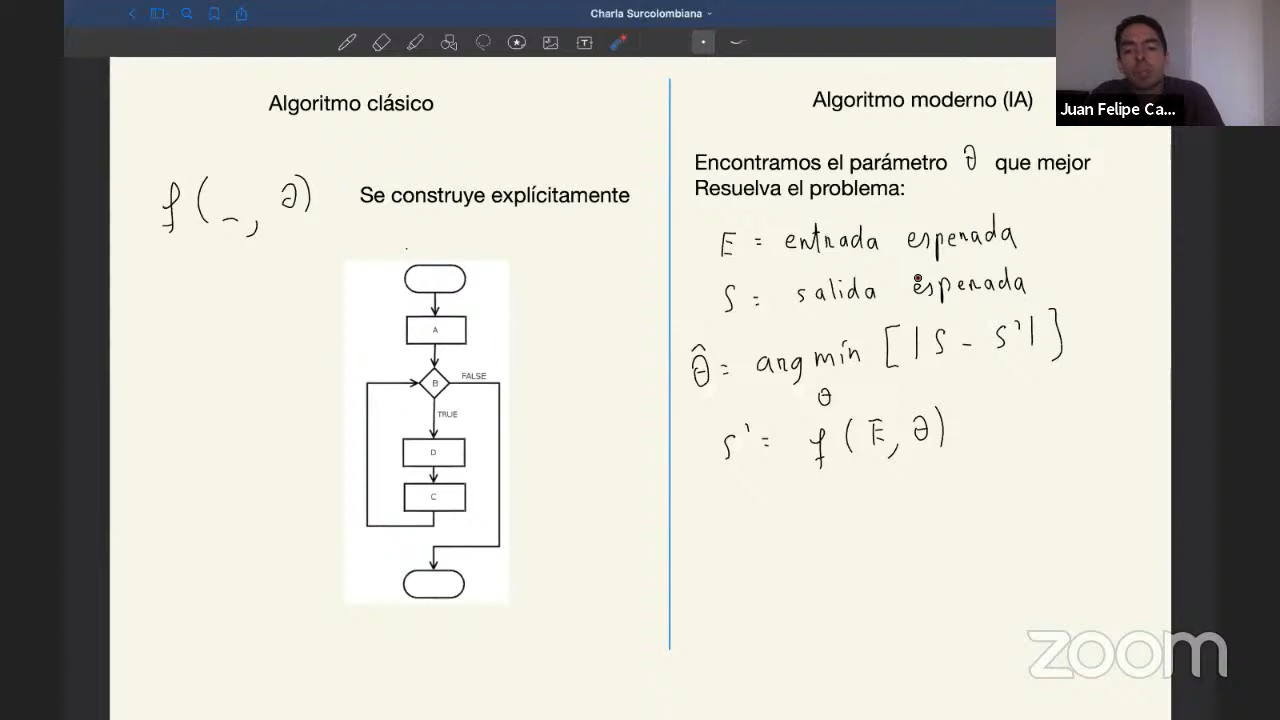 Charla Surcolombiana
Juan Felipe Ca...
Algoritmo clásico
f(_, θ)
Se construye explícitamente
A
B
FALSE
TRUE
D
C
Algoritmo moderno (IA)
Encontramos el parámetro θ que mejor
Resuelva el problema:
E = entrada esperada
S = salida esperada
θ̂ = arg mín [|S - S'|]
θ
S' = f(E, θ)
zoom